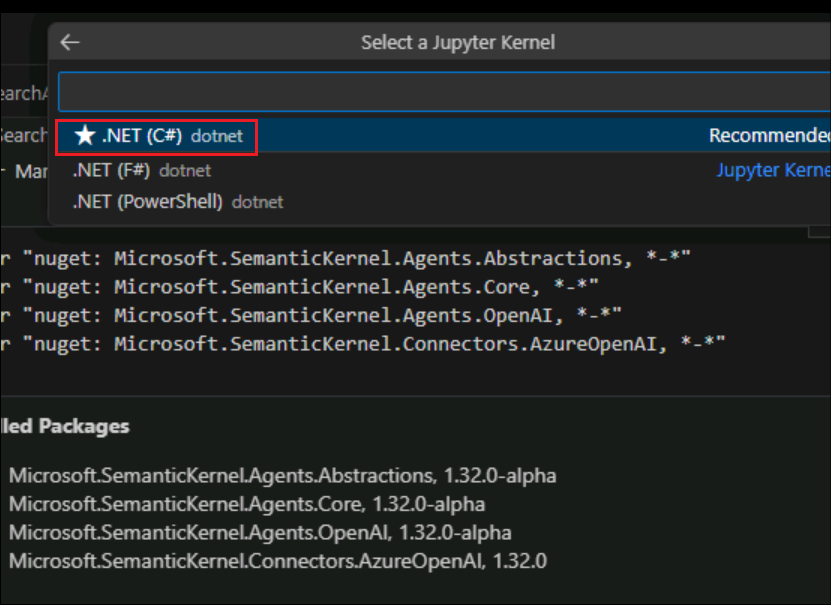 Select a Jupyter Kernel
earchA
Search
★ .NET (C#) dotnet Recommended
r Mar
.NET (F#) dotnet Jupyter Kerne
.NET (PowerShell) dotnet
r "nuget: Microsoft.SemanticKernel.Agents.Abstractions, *-*"
r "nuget: Microsoft.SemanticKernel.Agents.Core, *-*"
r "nuget: Microsoft.SemanticKernel.Agents.OpenAI, *-*"
r "nuget: Microsoft.SemanticKernel.Connectors.AzureOpenAI, *-*"
lled Packages
Microsoft.SemanticKernel.Agents.Abstractions, 1.32.0-alpha
Microsoft.SemanticKernel.Agents.Core, 1.32.0-alpha
Microsoft.SemanticKernel.Agents.OpenAI, 1.32.0-alpha
Microsoft.SemanticKernel.Connectors.AzureOpenAI, 1.32.0